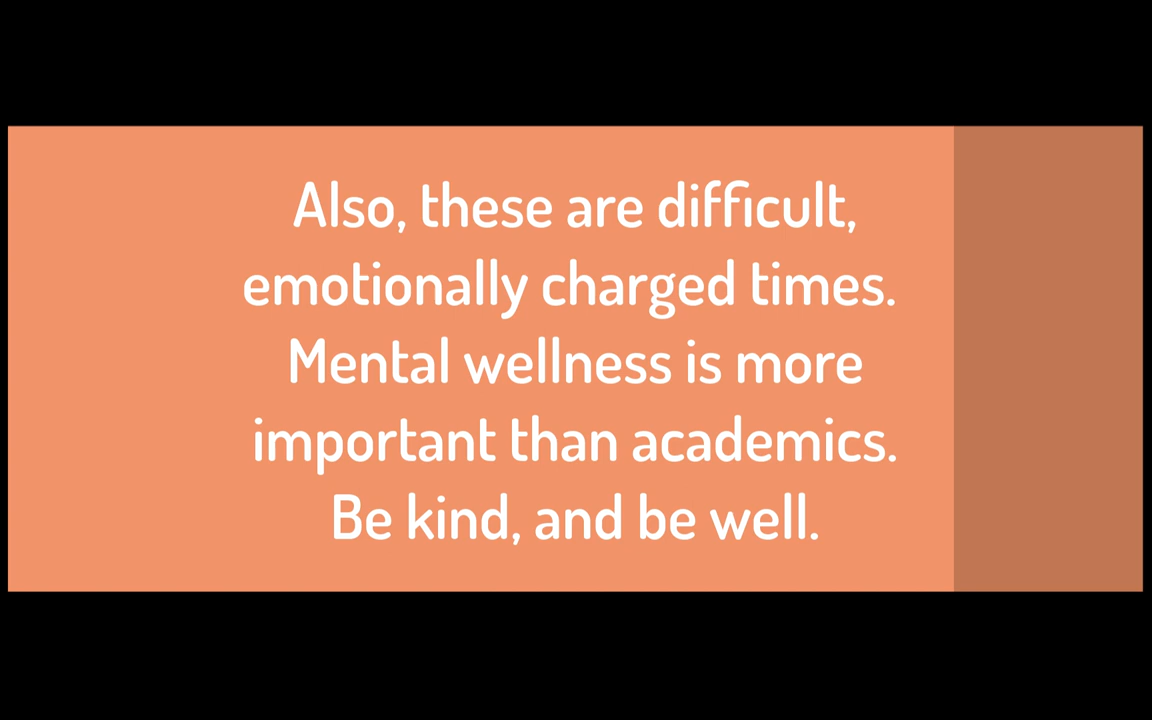 Also, these are difficult,
emotionally charged times.
Mental wellness is more
important than academics.
Be kind, and be well.